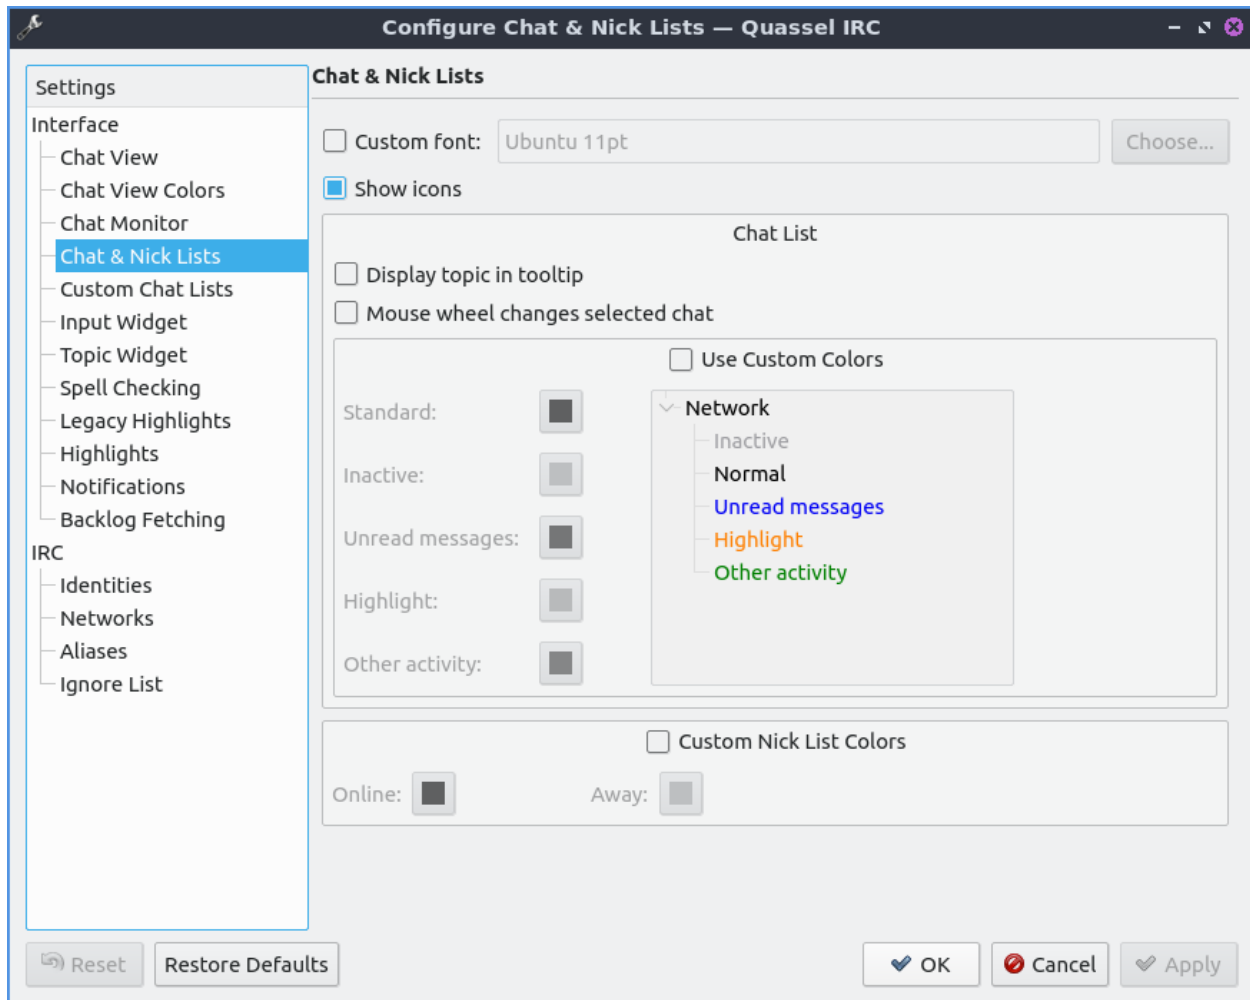 Configure Chat & Nick Lists — Quassel IRC
Settings
Interface
Chat View
Chat View Colors
Chat Monitor
Chat & Nick Lists
Custom Chat Lists
Input Widget
Topic Widget
Spell Checking
Legacy Highlights
Highlights
Notifications
Backlog Fetching
IRC
Identities
Networks
Aliases
Ignore List
Chat & Nick Lists
Custom font: Ubuntu 11pt Choose...
Show icons
Chat List
Display topic in tooltip
Mouse wheel changes selected chat
Use Custom Colors
Standard:
Inactive:
Unread messages:
Highlight:
Other activity:
Network
Inactive
Normal
Unread messages
Highlight
Other activity
Custom Nick List Colors
Online: Away:
Reset Restore Defaults OK Cancel Apply